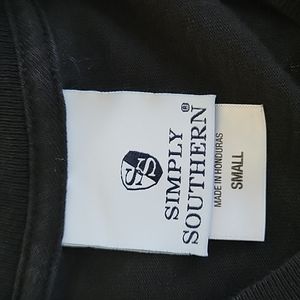 SS
SIMPLY
SOUTHERN®
MADE IN HONDURAS
SMALL